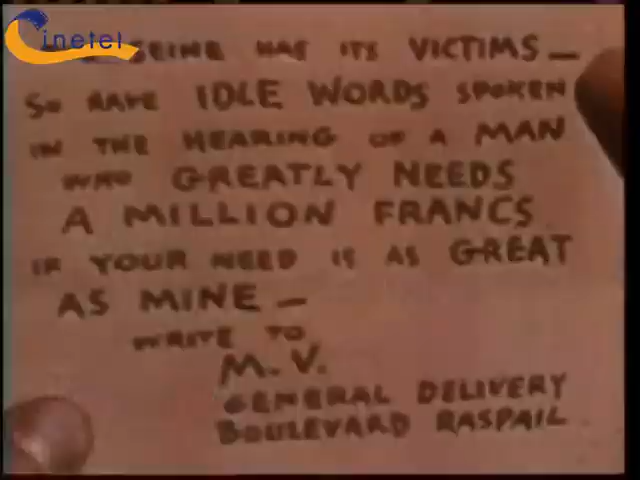 Cinetel
SEINE HAS ITS VICTIMS —
SO HAVE IDLE WORDS SPOKEN
IN THE HEARING OF A MAN
WHO GREATLY NEEDS
A MILLION FRANCS
IF YOUR NEED IS AS GREAT
AS MINE —
WRITE TO
M. V.
GENERAL DELIVERY
BOULEVARD RASPAIL